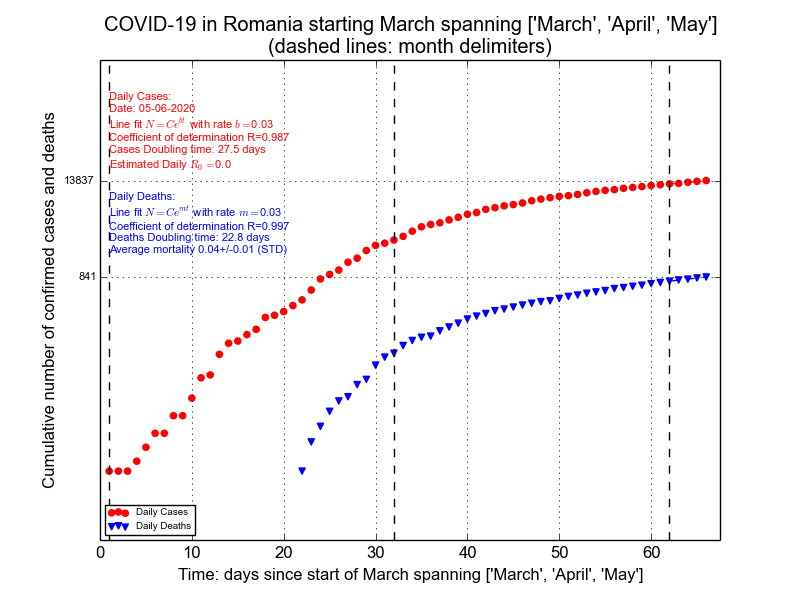 COVID-19 in Romania starting March spanning ['March', 'April', 'May']
(dashed lines: month delimiters)
Daily Cases:
Date: 05-06-2020
Line fit N = Ce^{bt} with rate b = 0.03
Coefficient of determination R=0.987
Cases Doubling time: 27.5 days
Estimated Daily R_0 = 0.0
13837
Daily Deaths:
Line fit N = Ce^{mt} with rate m = 0.03
Coefficient of determination R=0.997
Deaths Doubling time: 22.8 days
Average mortality 0.04+/-0.01 (STD)
841
Cumulative number of confirmed cases and deaths
Daily Cases
Daily Deaths
0 10 20 30 40 50 60
Time: days since start of March spanning ['March', 'April', 'May']